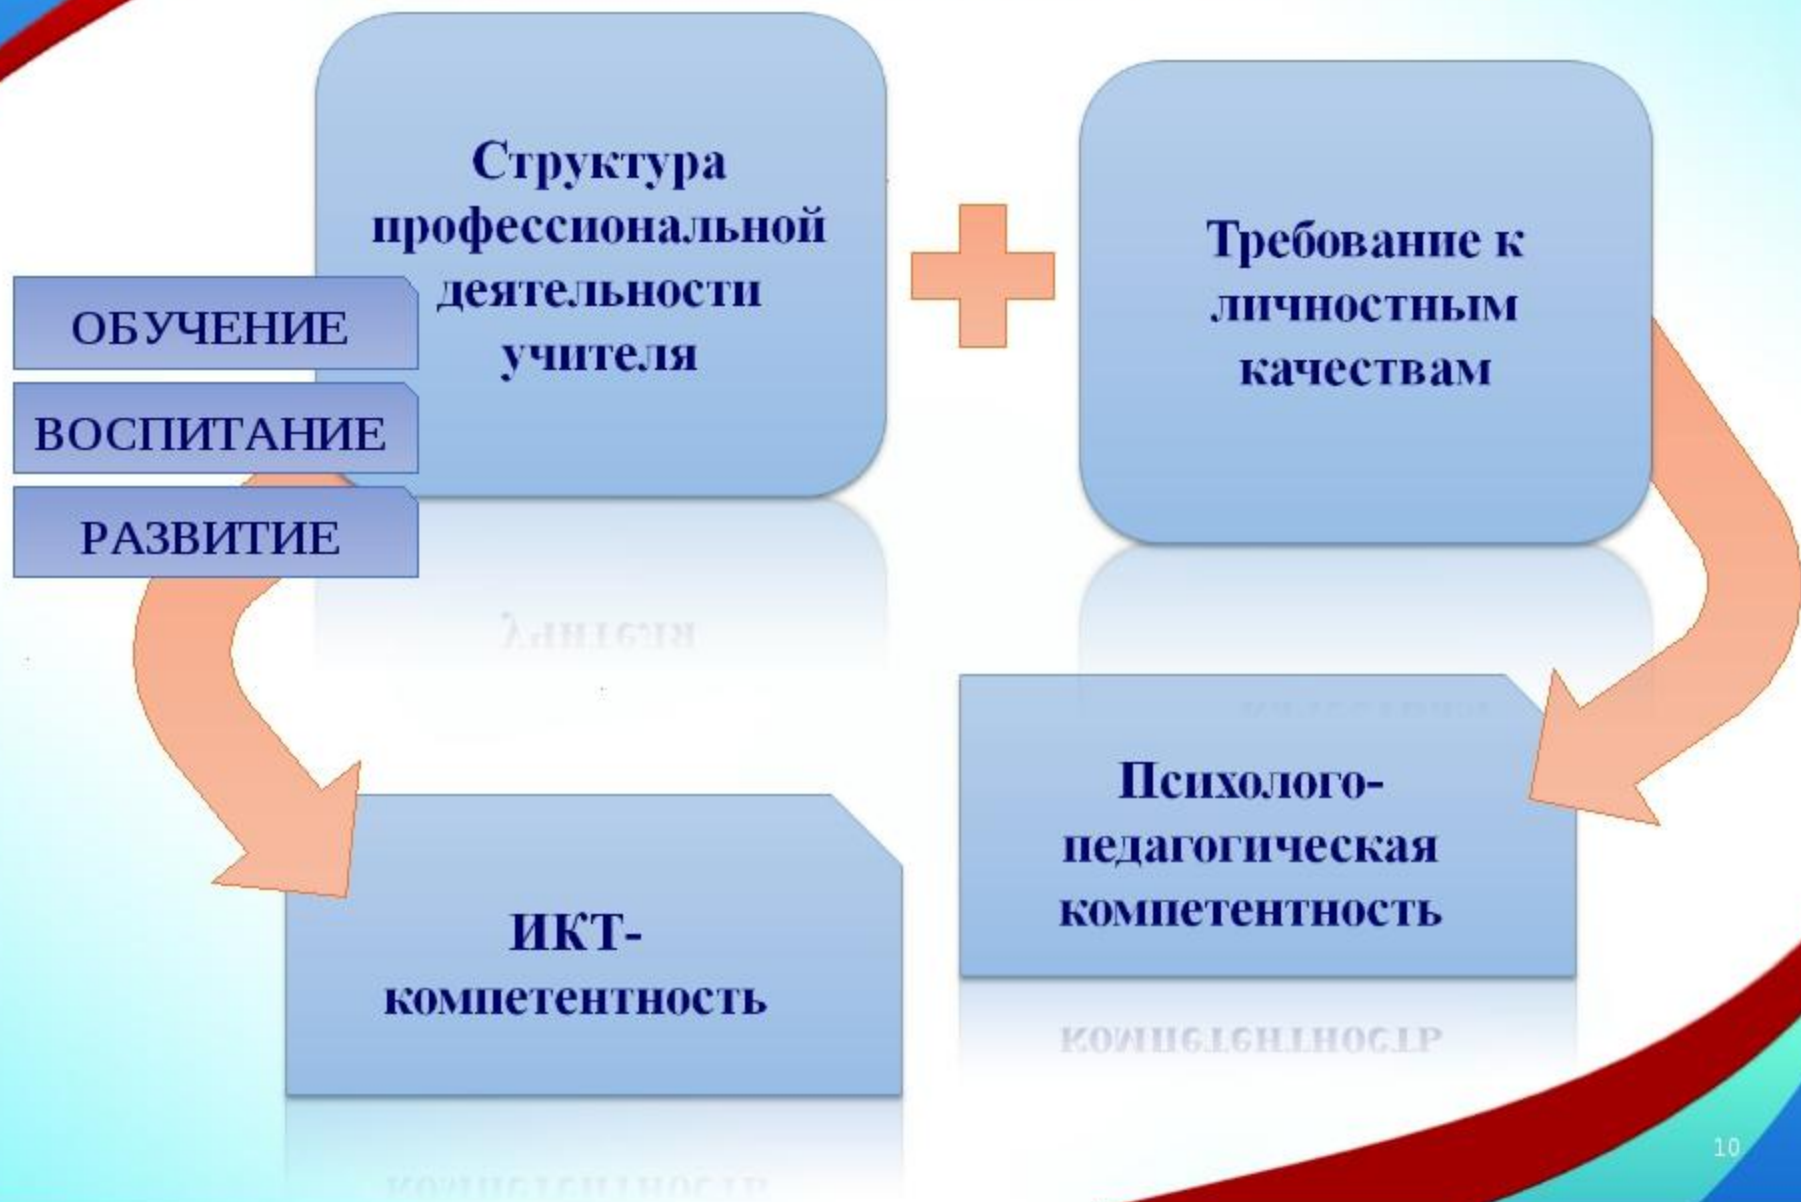 Структура
профессиональной
деятельности
учителя
ОБУЧЕНИЕ
ВОСПИТАНИЕ
РАЗВИТИЕ
Требование к
личностным
качествам
ИКТ-
компетентность
Психолого-
педагогическая
компетентность
10